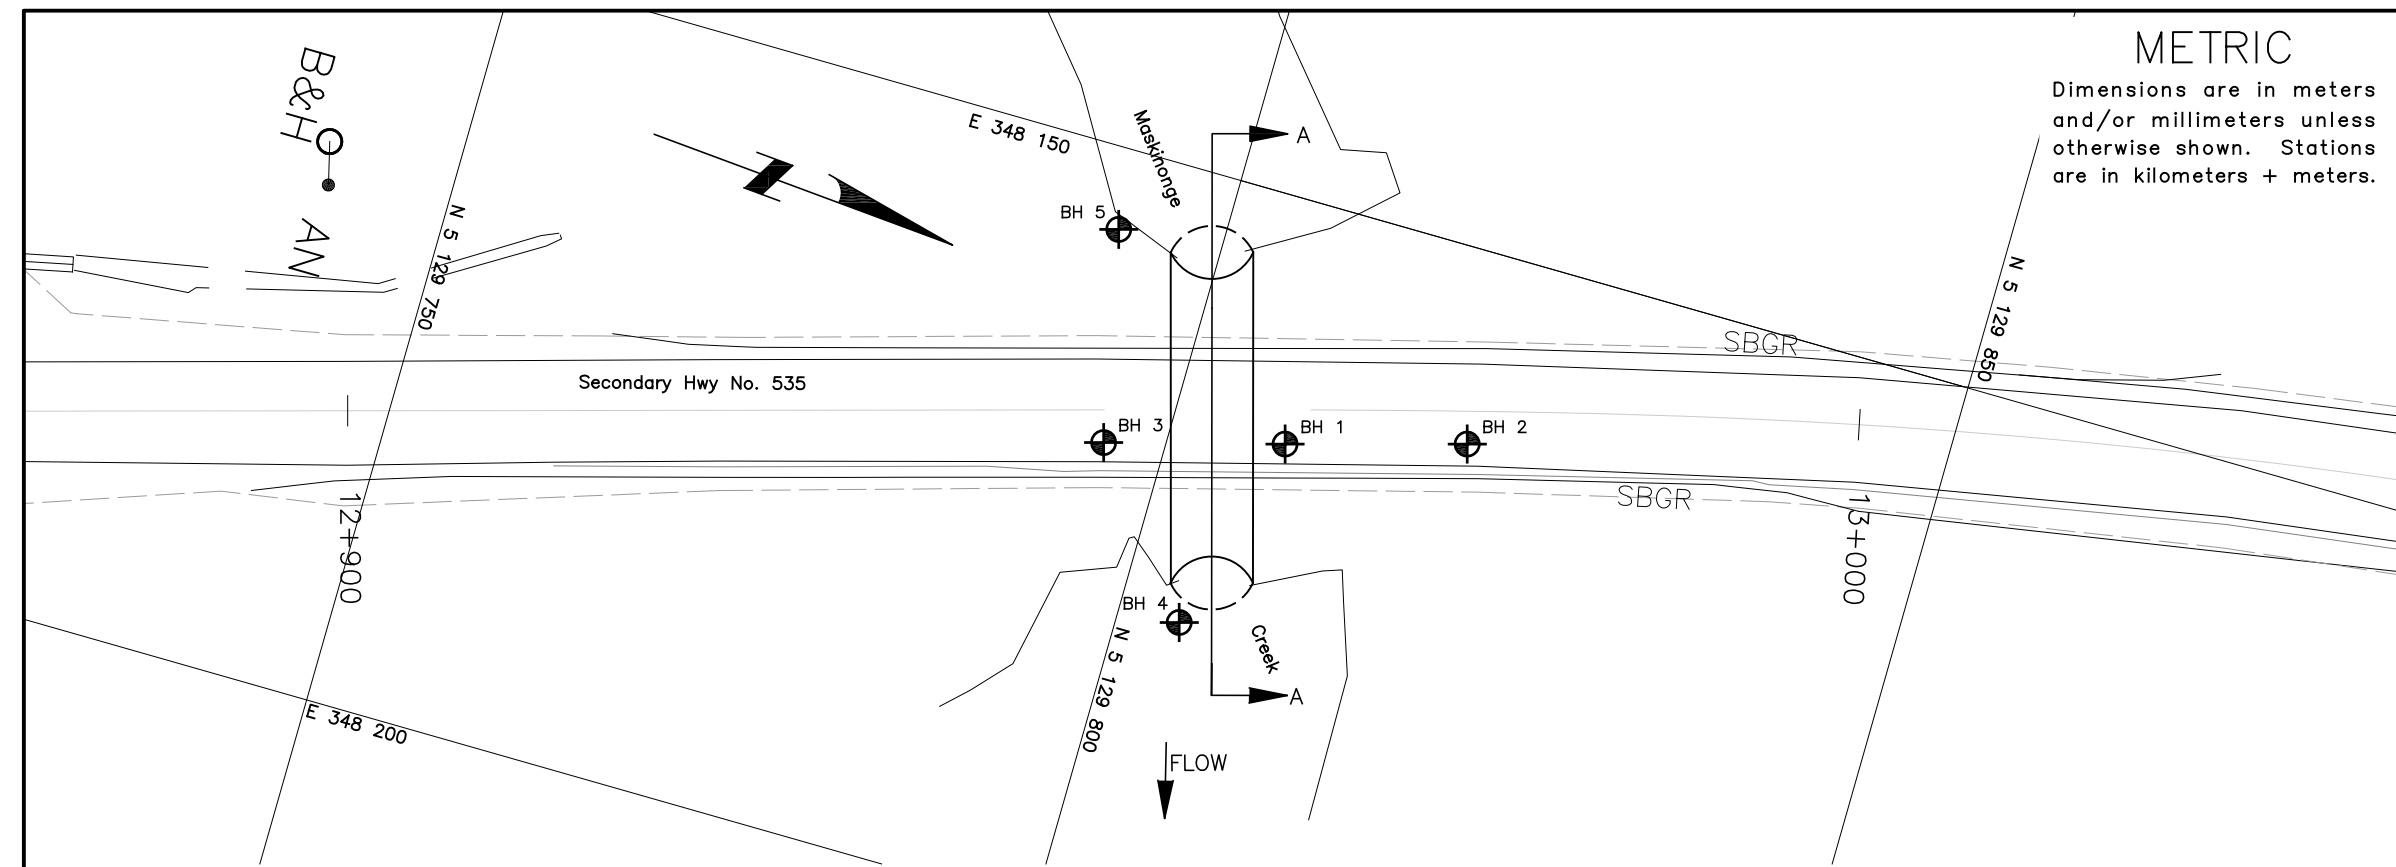 METRIC
Dimensions are in meters
and/or millimeters unless
otherwise shown. Stations
are in kilometers + meters.
B&H
AN
N
E 348 150
Maskinonge
A
BH 5
N 5 129 750
N 5 129 850
SBGR
Secondary Hwy No. 535
BH 3
BH 1
BH 2
SBGR
12+900
13+000
BH 4
Creek
N 5 129 800
A
E 348 200
FLOW